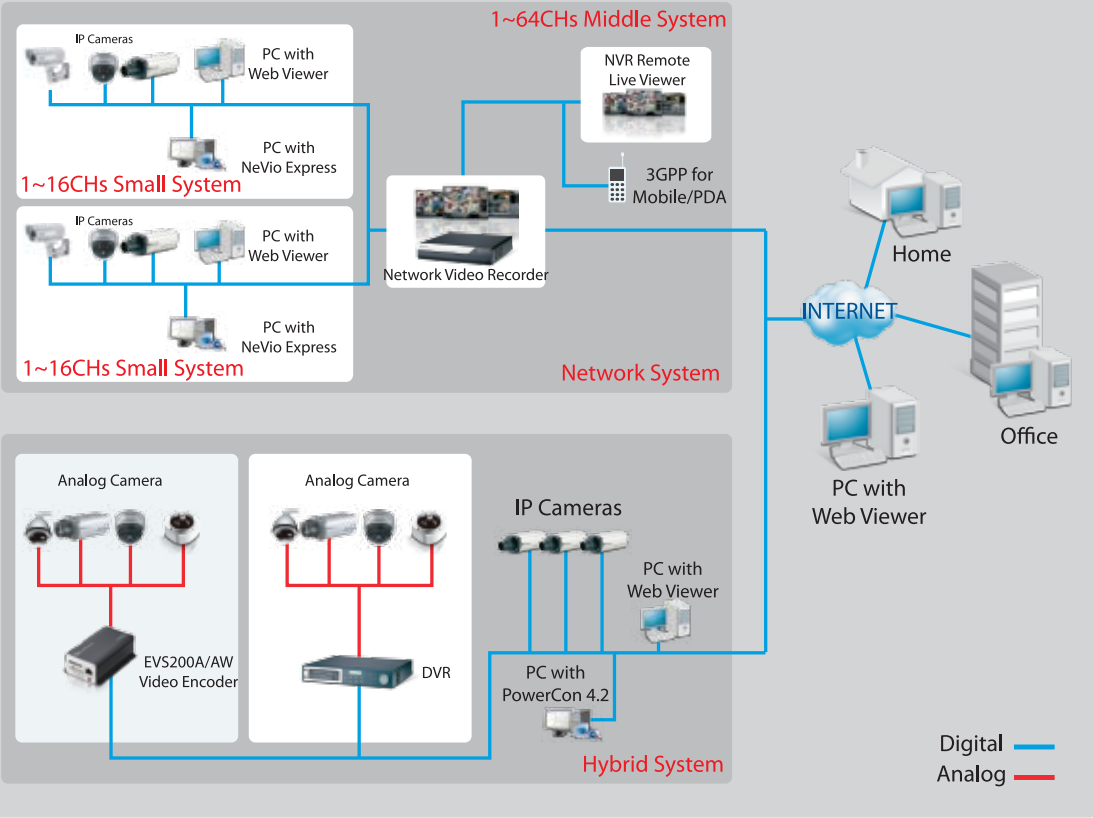 1~64CHs Middle System
IP Cameras
PC with
Web Viewer
PC with
NeVio Express
1~16CHs Small System
IP Cameras
PC with
Web Viewer
PC with
NeVio Express
1~16CHs Small System
NVR Remote
Live Viewer
3GPP for
Mobile/PDA
Network Video Recorder
Network System
Home
INTERNET
Office
PC with
Web Viewer
Analog Camera
EVS200A/AW
Video Encoder
Analog Camera
DVR
IP Cameras
PC with
Web Viewer
PC with
PowerCon 4.2
Hybrid System
Digital
Analog